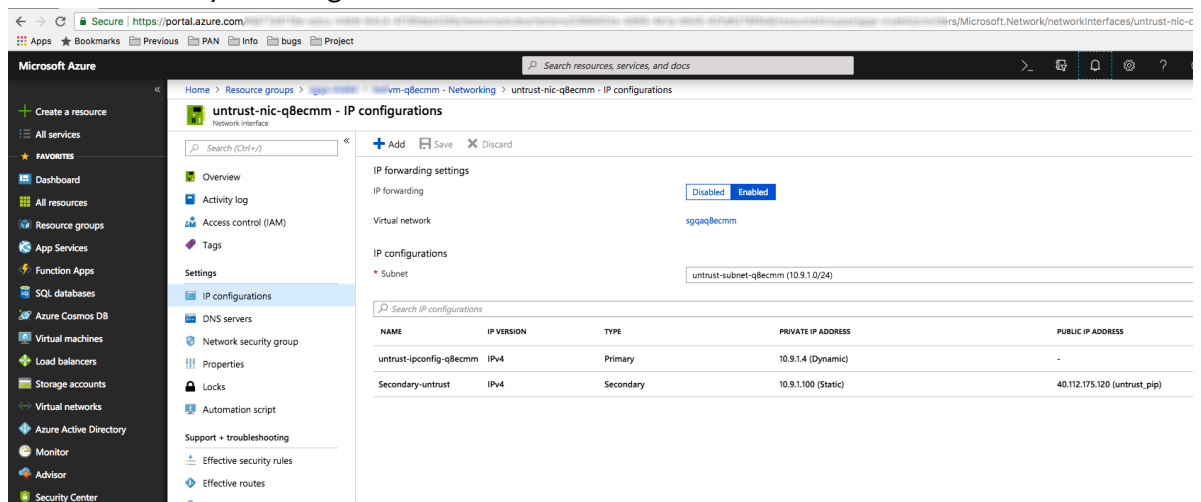 Secure https://portal.azure.com/ rs/Microsoft.Network/networkInterfaces/untrust-nic-q
Apps Bookmarks Previous PAN Info bugs Project
Microsoft Azure
Search resources, services, and docs
Home > Resource groups > vm-q8ecmm - Networking > untrust-nic-q8ecmm - IP configurations
Create a resource
All services
FAVORITES
Dashboard
All resources
Resource groups
App Services
Function Apps
SQL databases
Azure Cosmos DB
Virtual machines
Load balancers
Storage accounts
Virtual networks
Azure Active Directory
Monitor
Advisor
Security Center
untrust-nic-q8ecmm - IP configurations
Network interface
Search (Ctrl+/)
Overview
Activity log
Access control (IAM)
Tags
Settings
IP configurations
DNS servers
Network security group
Properties
Locks
Automation script
Support + troubleshooting
Effective security rules
Effective routes
Add Save Discard
IP forwarding settings
IP forwarding Disabled Enabled
Virtual network sgqaq8ecmm
IP configurations
* Subnet untrust-subnet-q8ecmm (10.9.1.0/24)
Search IP configurations
NAME IP VERSION TYPE PRIVATE IP ADDRESS PUBLIC IP ADDRESS
untrust-ipconfig-q8ecmm IPv4 Primary 10.9.1.4 (Dynamic) -
Secondary-untrust IPv4 Secondary 10.9.1.100 (Static) 40.112.175.120 (untrust_pip)